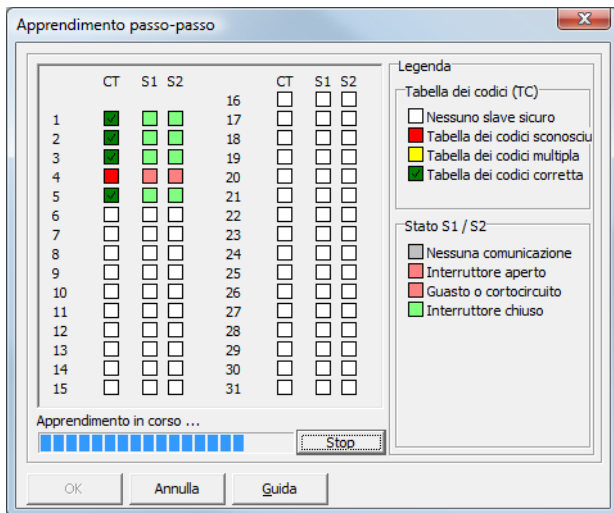 Apprendimento passo-passo
CT S1 S2 CT S1 S2
16
1 17
2 18
3 19
4 20
5 21
6 22
7 23
8 24
9 25
10 26
11 27
12 28
13 29
14 30
15 31
Apprendimento in corso ...
Stop
Legenda
Tabella dei codici (TC)
Nessuno slave sicuro
Tabella dei codici sconosciu
Tabella dei codici multipla
Tabella dei codici corretta
Stato S1 / S2
Nessuna comunicazione
Interruttore aperto
Guasto o cortocircuito
Interruttore chiuso
OK Annulla Guida